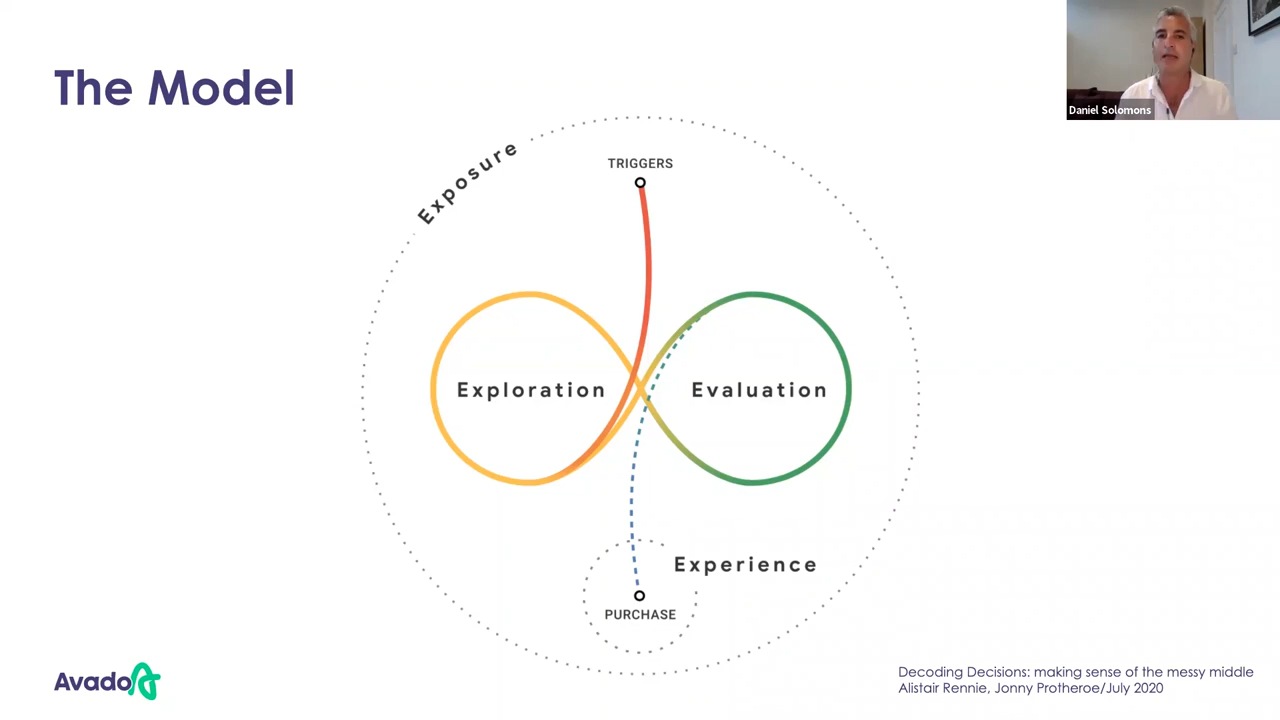 The Model
Daniel Solomons
Exposure
TRIGGERS
Exploration
Evaluation
Experience
PURCHASE
Avado
Decoding Decisions: making sense of the messy middle
Alistair Rennie, Jonny Protheroe/July 2020